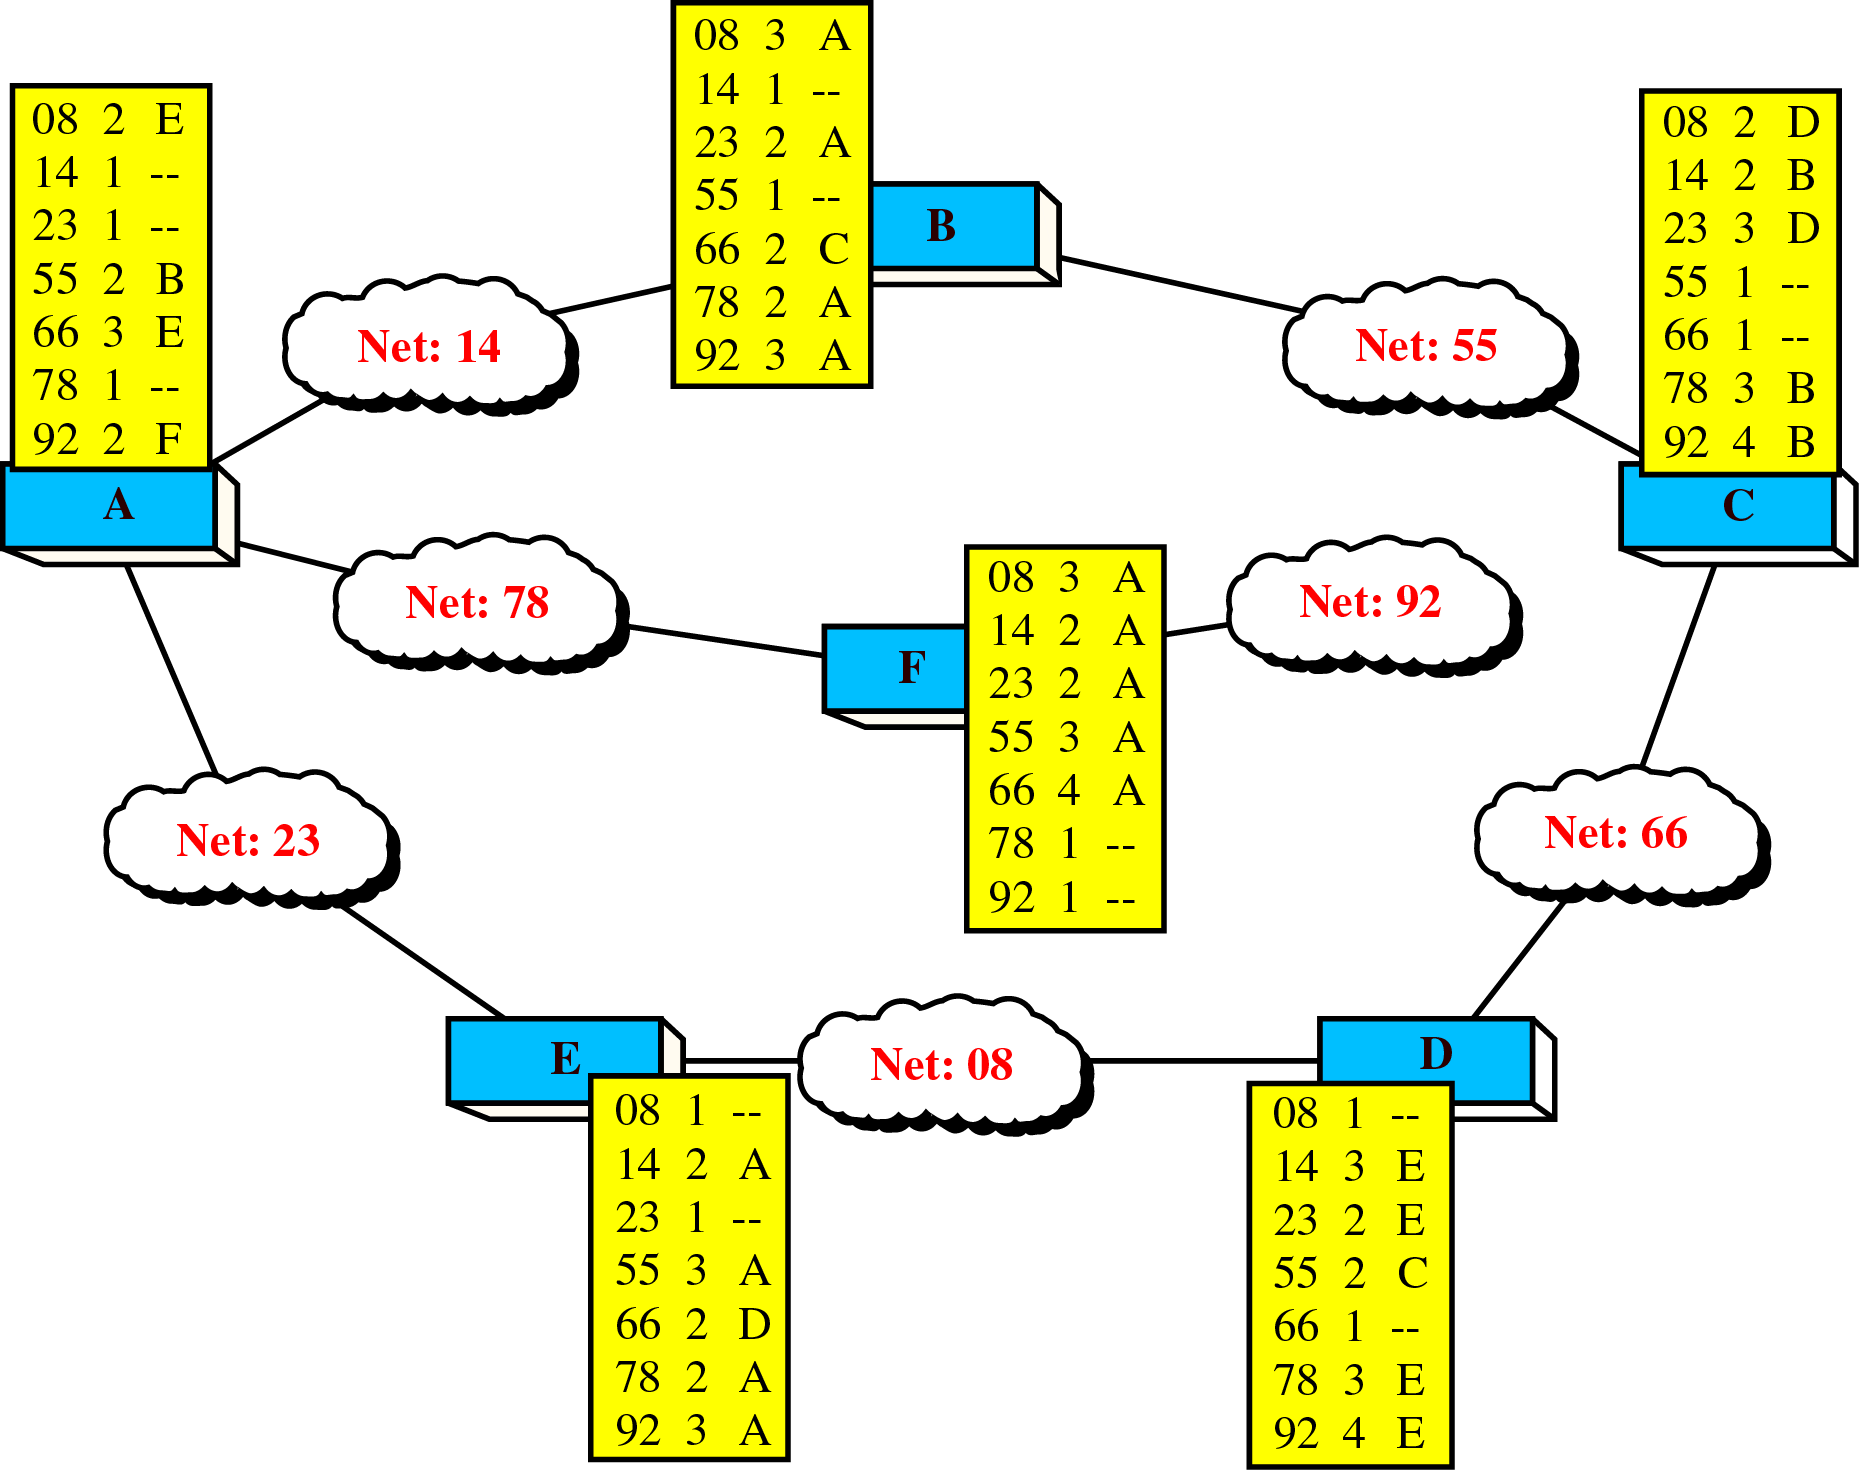 08 3 A
14 1 --
23 2 A
55 1 --
66 2 C
78 2 A
92 3 A
B
08 2 E
14 1 --
23 1 --
55 2 B
66 3 E
78 1 --
92 2 F
A
08 2 D
14 2 B
23 3 D
55 1 --
66 1 --
78 3 B
92 4 B
C
Net: 14
Net: 55
Net: 78
F
08 3 A
14 2 A
23 2 A
55 3 A
66 4 A
78 1 --
92 1 --
Net: 92
Net: 23
Net: 66
E
08 1 --
14 2 A
23 1 --
55 3 A
66 2 D
78 2 A
92 3 A
Net: 08
D
08 1 --
14 3 E
23 2 E
55 2 C
66 1 --
78 3 E
92 4 E